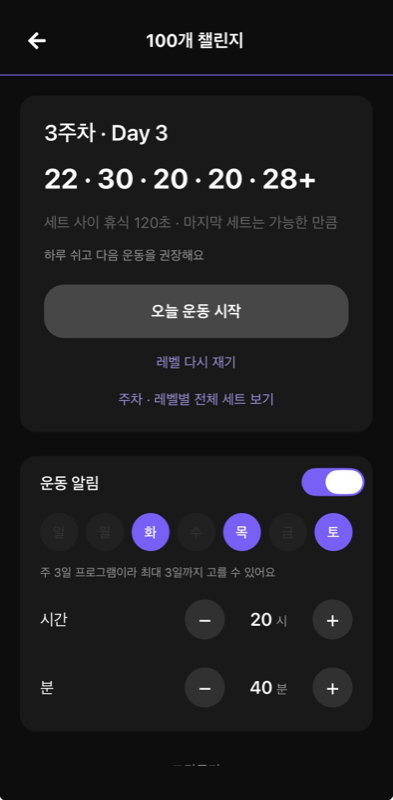 100개 챌린지
3주차 · Day 3
22 · 30 · 20 · 20 · 28+
세트 사이 휴식 120초 · 마지막 세트는 가능한 만큼
하루 쉬고 다음 운동을 권장해요
오늘 운동 시작
레벨 다시 재기
주차 · 레벨별 전체 세트 보기
운동 알림
일 월 화 수 목 금 토
주 3일 프로그램이라 최대 3일까지 고를 수 있어요
시간 − 20 시 +
분 − 40 분 +